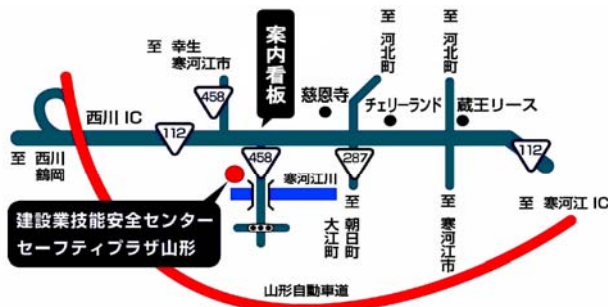 至 幸生
寒河江市
458
案内看板
至 河北町
至 河北町
慈恩寺
チェリーランド
蔵王リース
西川 IC
112
458
287
112
至 西川
鶴岡
寒河江川
建設業技能安全センター
セーフティプラザ山形
至 朝日町
大江町
至 寒河江市
至 寒河江 IC
山形自動車道